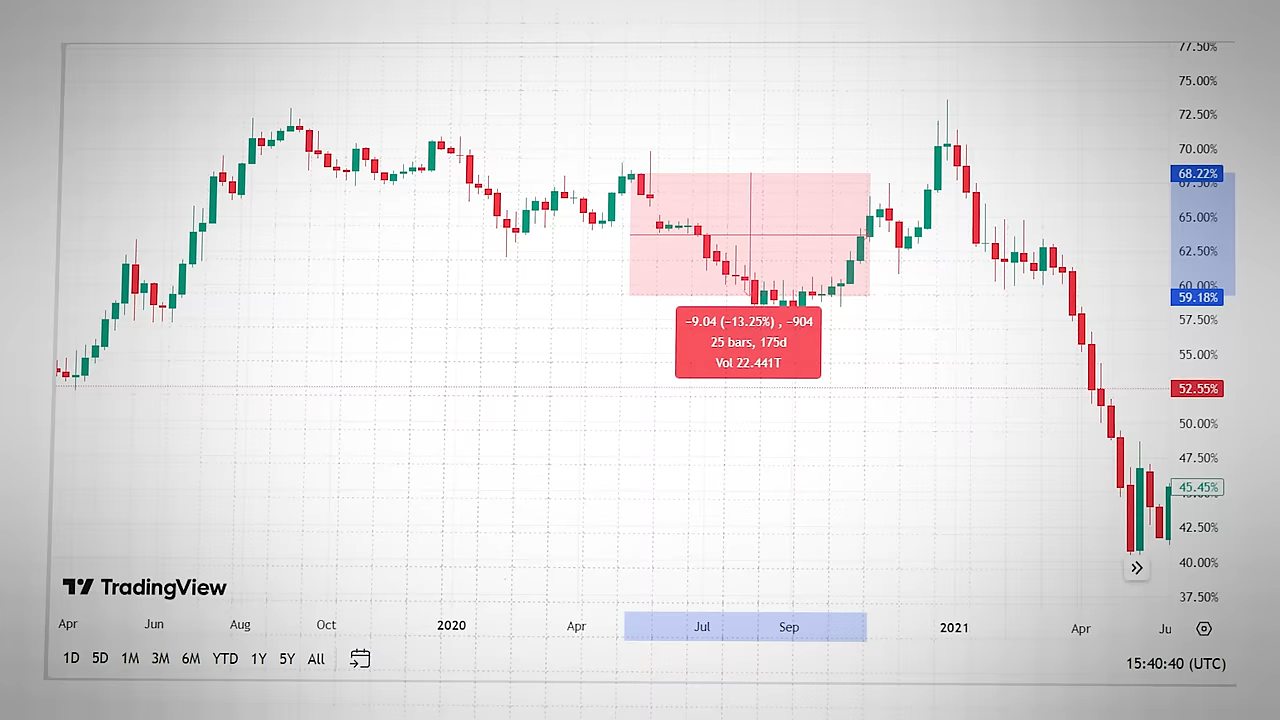 77.50%
75.00%
72.50%
70.00%
68.22%
67.50%
65.00%
62.50%
60.00%
59.18%
57.50%
55.00%
52.55%
50.00%
47.50%
45.45%
42.50%
40.00%
37.50%
−9.04 (−13.25%) , −904
25 bars, 175d
Vol 22.441T
TradingView
Apr Jun Aug Oct 2020 Apr Jul Sep 2021 Apr Ju
1D 5D 1M 3M 6M YTD 1Y 5Y All
15:40:40 (UTC)